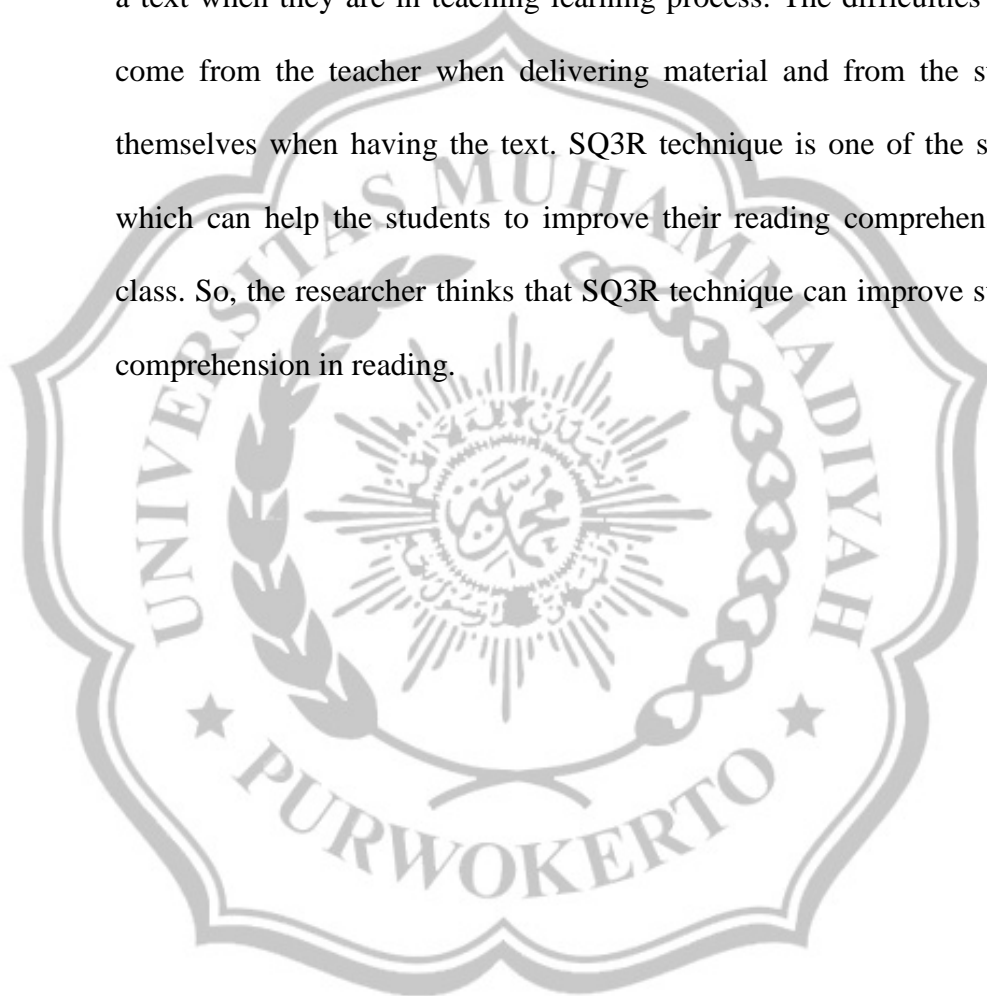 a text when they are in teaching learning process. The difficulties
come from the teacher when delivering material and from the
themselves when having the text. SQ3R technique is one of the
which can help the students to improve their reading
class. So, the researcher thinks that SQ3R technique can improve
comprehension in reading.
UNIVERSITAS MUHAMMADIYAH
PURWOKERTO